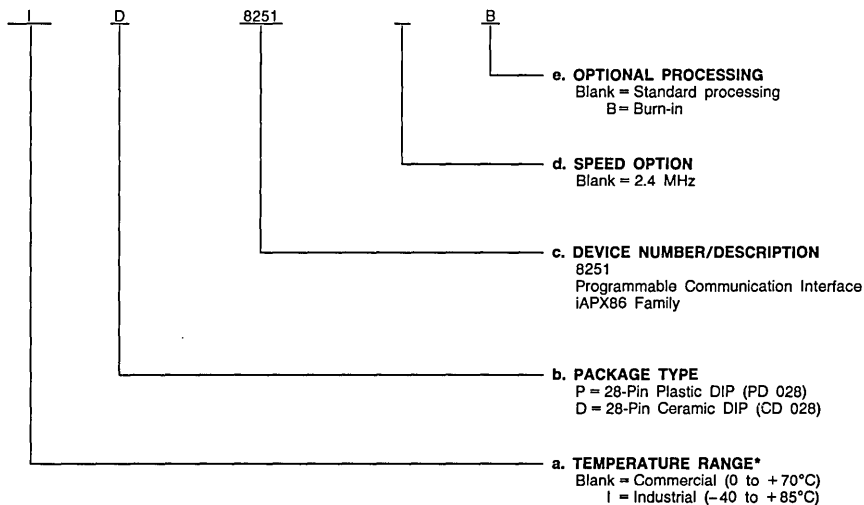 I D 8251 B
e. OPTIONAL PROCESSING
Blank = Standard processing
B = Burn-in
d. SPEED OPTION
Blank = 2.4 MHz
c. DEVICE NUMBER/DESCRIPTION
8251
Programmable Communication Interface
iAPX86 Family
b. PACKAGE TYPE
P = 28-Pin Plastic DIP (PD 028)
D = 28-Pin Ceramic DIP (CD 028)
a. TEMPERATURE RANGE*
Blank = Commercial (0 to +70°C)
I = Industrial (-40 to +85°C)